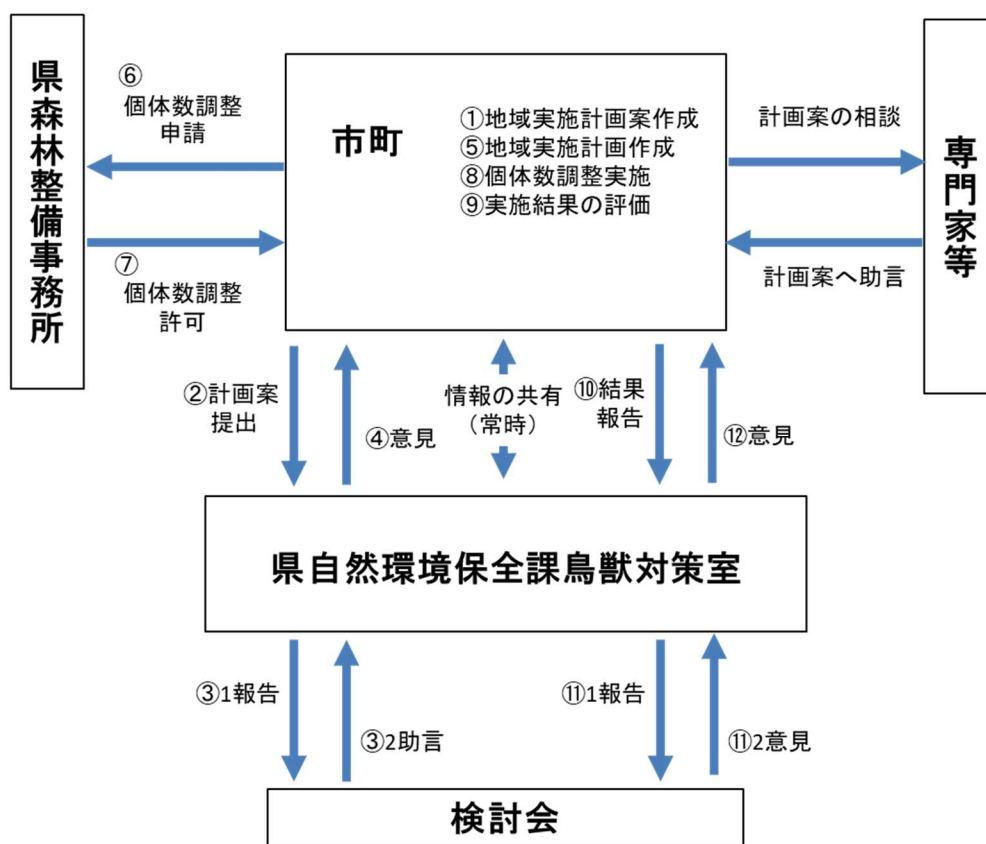 県森林整備事務所
⑥
個体数調整
申請
⑦
個体数調整
許可
市町
①地域実施計画案作成
⑤地域実施計画作成
⑧個体数調整実施
⑨実施結果の評価
計画案の相談
計画案へ助言
専門家等
②計画案
提出
④意見
情報の共有
（常時）
⑩結果
報告
⑫意見
県自然環境保全課鳥獣対策室
③1報告
③2助言
⑪1報告
⑪2意見
検討会